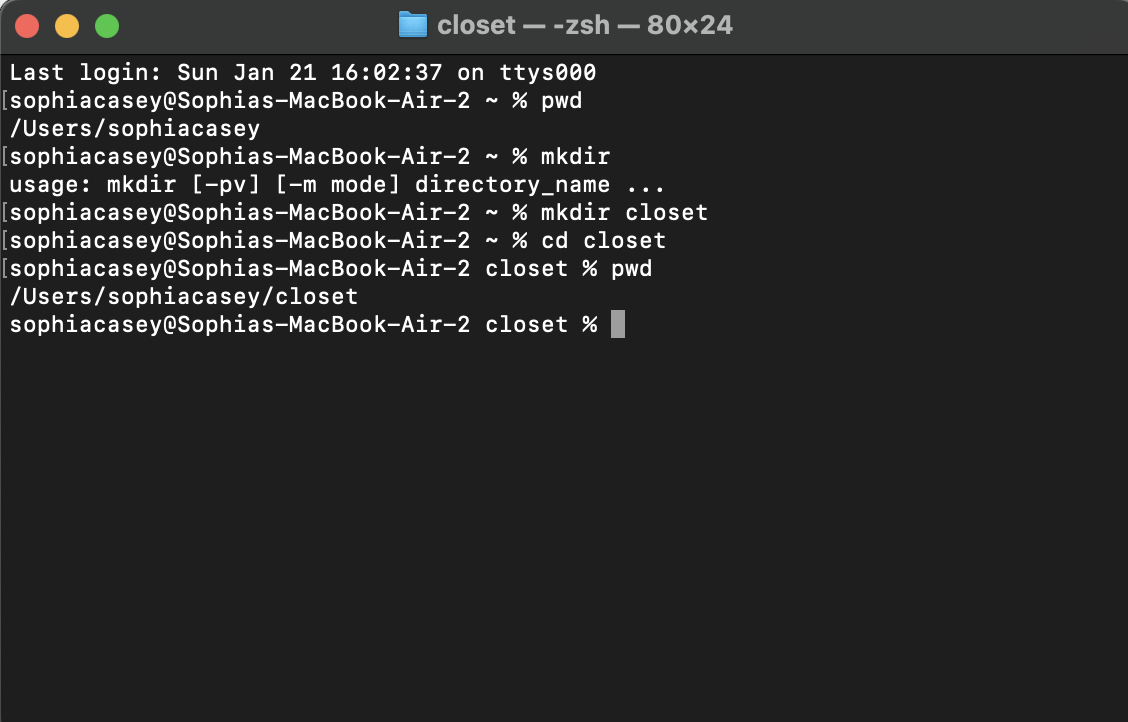 closet — -zsh — 80×24
Last login: Sun Jan 21 16:02:37 on ttys000
[sophiacasey@Sophias-MacBook-Air-2 ~ % pwd
/Users/sophiacasey
[sophiacasey@Sophias-MacBook-Air-2 ~ % mkdir
usage: mkdir [-pv] [-m mode] directory_name ...
[sophiacasey@Sophias-MacBook-Air-2 ~ % mkdir closet
[sophiacasey@Sophias-MacBook-Air-2 ~ % cd closet
[sophiacasey@Sophias-MacBook-Air-2 closet % pwd
/Users/sophiacasey/closet
sophiacasey@Sophias-MacBook-Air-2 closet %